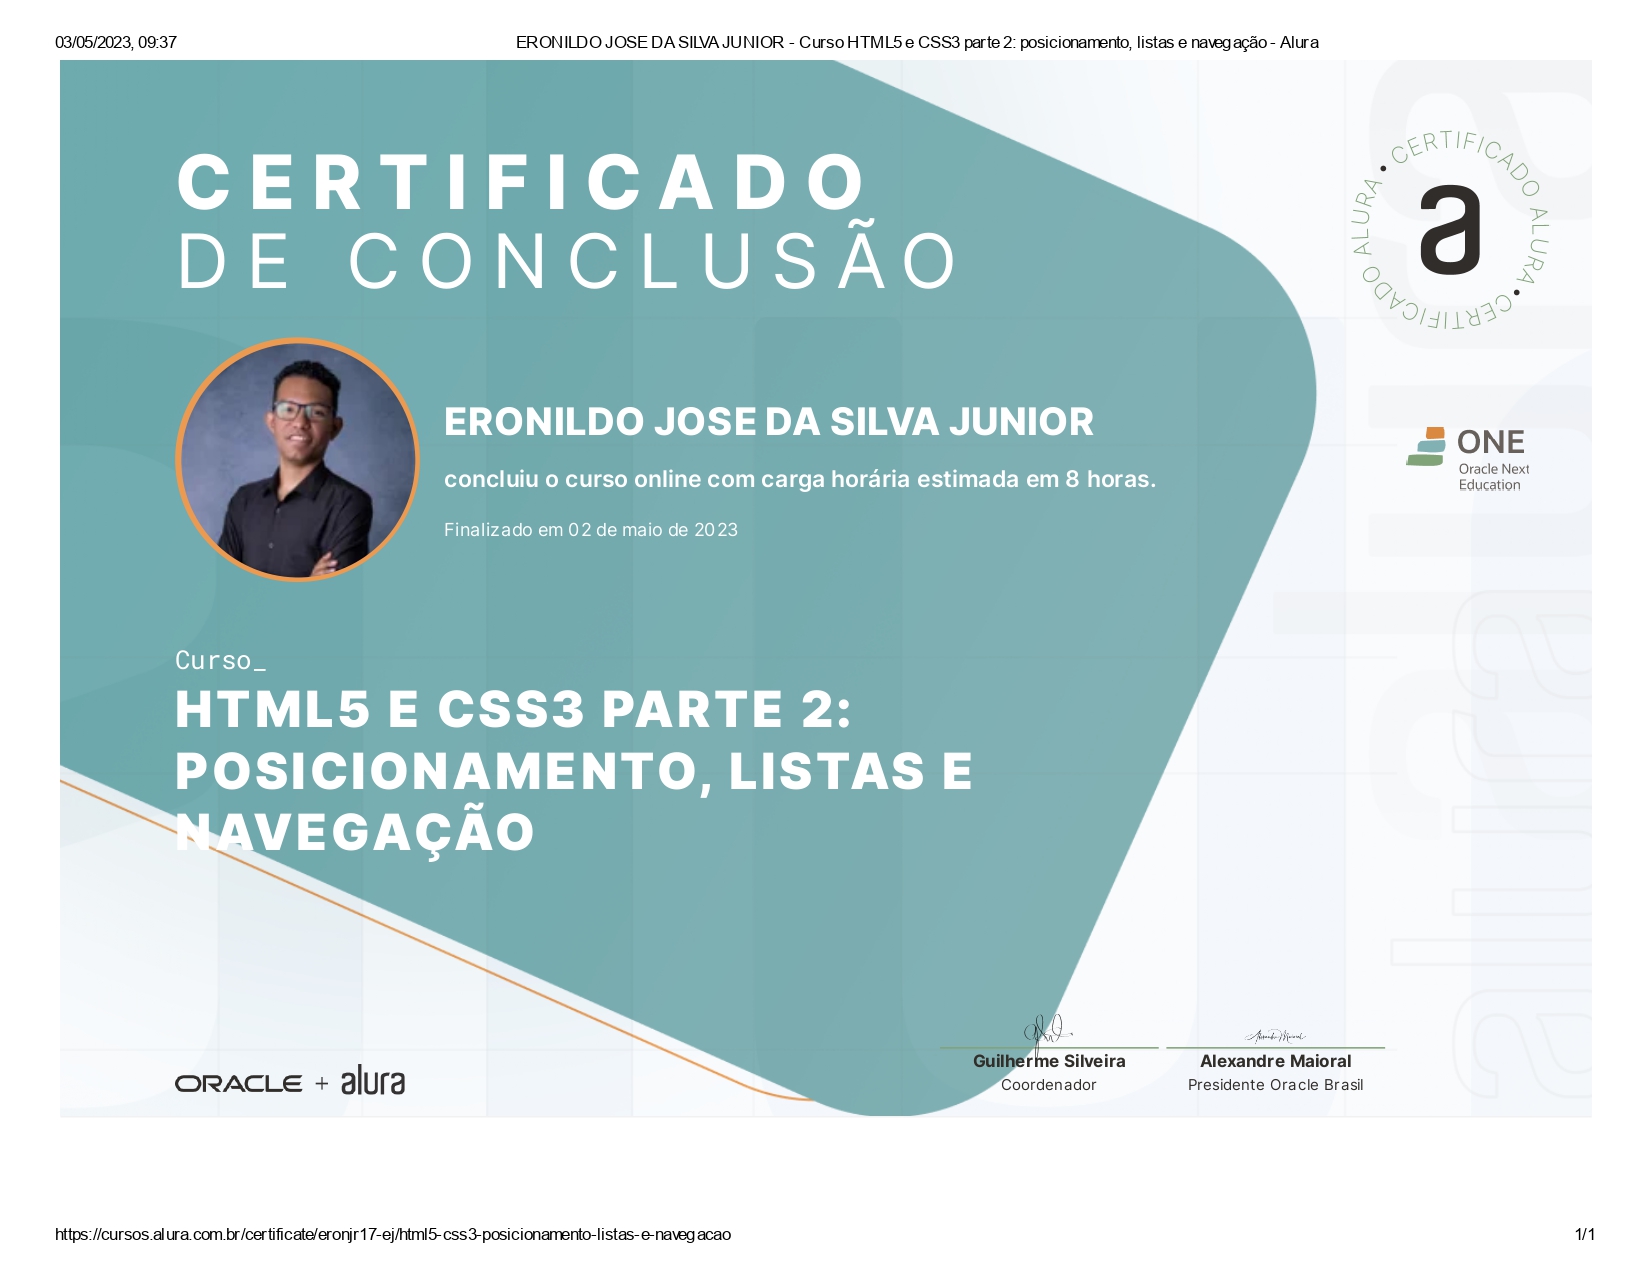 03/05/2023, 09:37
ERONILDO JOSE DA SILVA JUNIOR - Curso HTML5 e CSS3 parte 2: posicionamento, listas e navegação - Alura
CERTIFICADO
DE CONCLUSÃO
CERTIFICADO ALURA • CERTIFICADO ALURA •
a
ERONILDO JOSE DA SILVA JUNIOR
concluiu o curso online com carga horária estimada em 8 horas.
Finalizado em 02 de maio de 2023
ONE
Oracle Next
Education
Curso_
HTML5 E CSS3 PARTE 2:
POSICIONAMENTO, LISTAS E
NAVEGAÇÃO
alura
alura
ORACLE + alura
Alexandre Maioral
Guilherme Silveira
Coordenador
Alexandre Maioral
Presidente Oracle Brasil
https://cursos.alura.com.br/certificate/eronjr17-ej/html5-css3-posicionamento-listas-e-navegacao
1/1